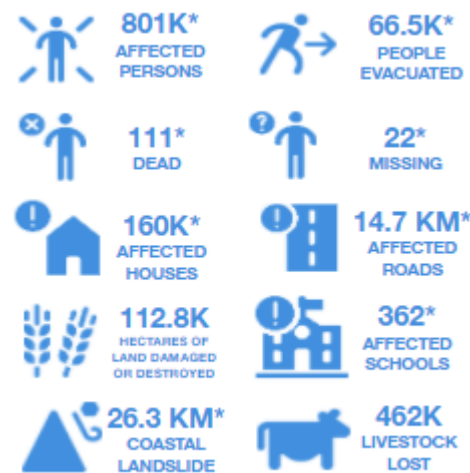 801K*
AFFECTED
PERSONS
66.5K*
PEOPLE
EVACUATED
111*
DEAD
22*
MISSING
160K*
AFFECTED
HOUSES
14.7 KM*
AFFECTED
ROADS
112.8K
HECTARES OF
LAND DAMAGED
OR DESTROYED
362*
AFFECTED
SCHOOLS
26.3 KM*
COASTAL
LANDSLIDE
462K
LIVESTOCK
LOST